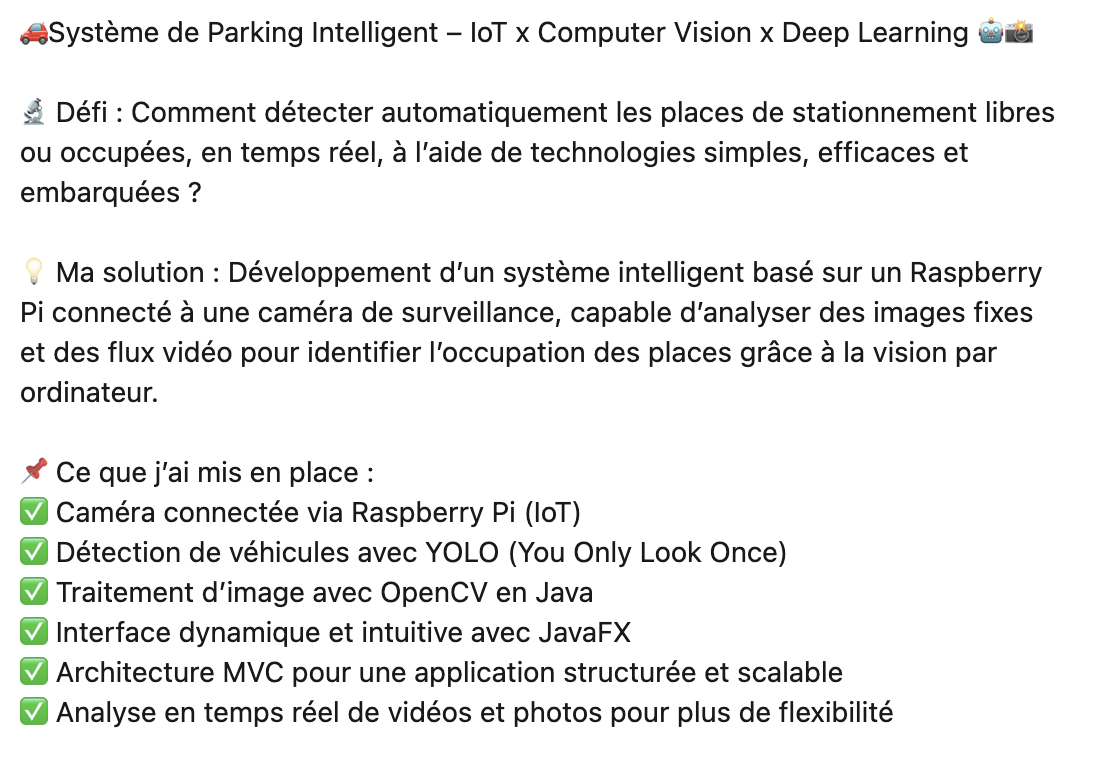 🚗Système de Parking Intelligent – IoT x Computer Vision x Deep Learning 🤖📸
🔬 Défi : Comment détecter automatiquement les places de stationnement libres
ou occupées, en temps réel, à l’aide de technologies simples, efficaces et
embarquées ?
💡 Ma solution : Développement d’un système intelligent basé sur un Raspberry
Pi connecté à une caméra de surveillance, capable d’analyser des images fixes
et des flux vidéo pour identifier l’occupation des places grâce à la vision par
ordinateur.
📌 Ce que j’ai mis en place :
✅ Caméra connectée via Raspberry Pi (IoT)
✅ Détection de véhicules avec YOLO (You Only Look Once)
✅ Traitement d’image avec OpenCV en Java
✅ Interface dynamique et intuitive avec JavaFX
✅ Architecture MVC pour une application structurée et scalable
✅ Analyse en temps réel de vidéos et photos pour plus de flexibilité